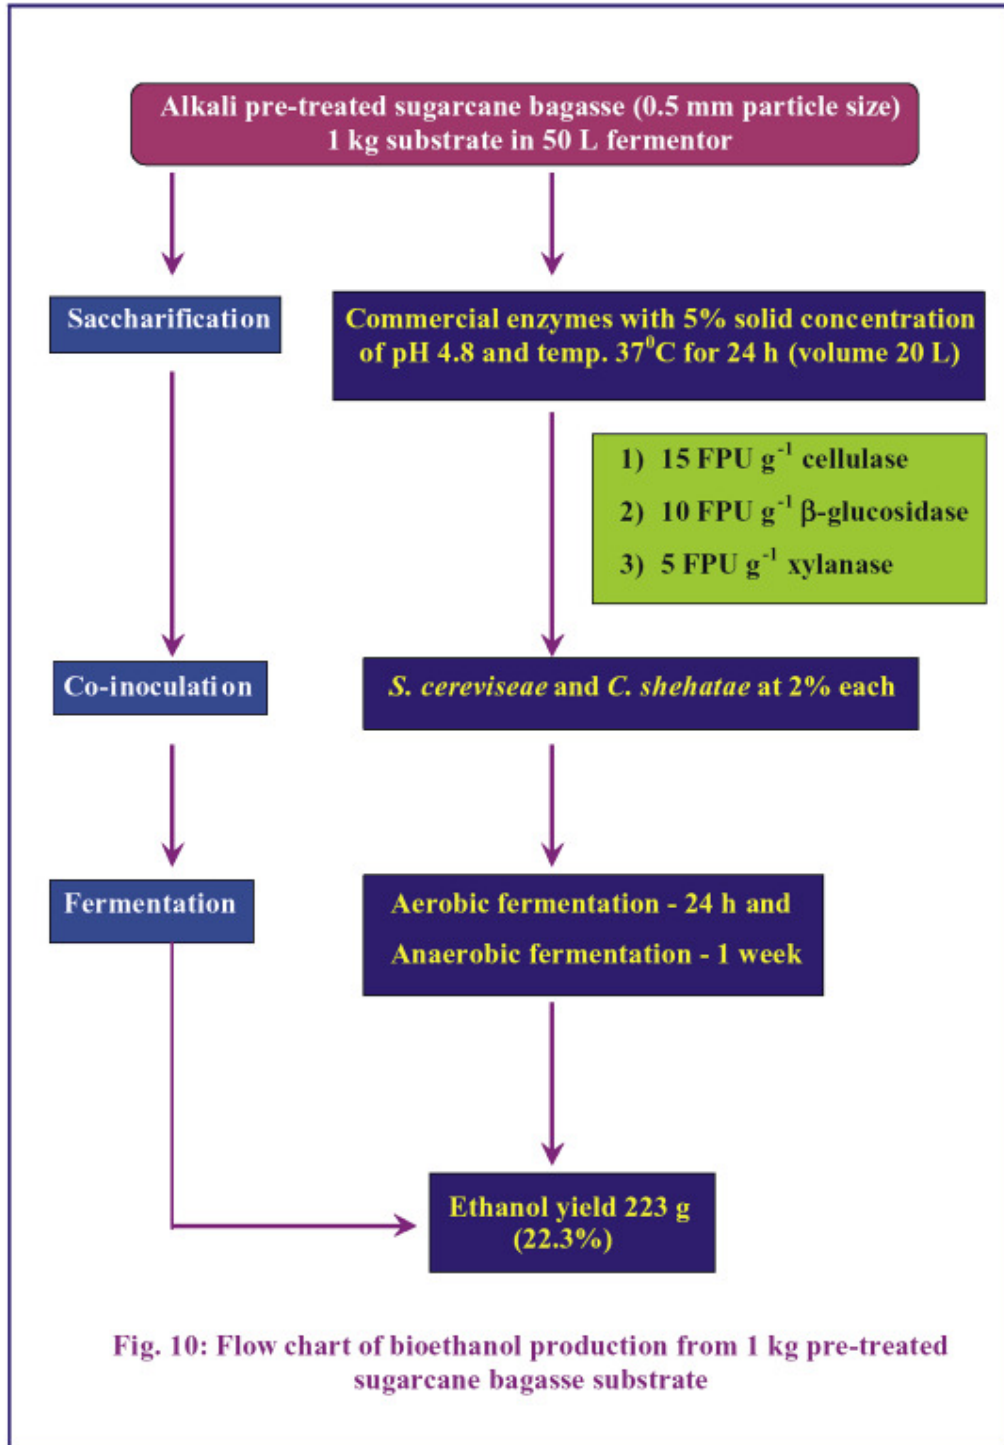 Alkali pre-treated sugarcane bagasse (0.5 mm particle size)
1 kg substrate in 50 L fermentor
Saccharification
Commercial enzymes with 5% solid concentration
of pH 4.8 and temp. 37⁰C for 24 h (volume 20 L)
1) 15 FPU g⁻¹ cellulase
2) 10 FPU g⁻¹ β-glucosidase
3) 5 FPU g⁻¹ xylanase
Co-inoculation
S. cereviseae and C. shehatae at 2% each
Fermentation
Aerobic fermentation - 24 h and
Anaerobic fermentation - 1 week
Ethanol yield 223 g
(22.3%)
Fig. 10: Flow chart of bioethanol production from 1 kg pre-treated
sugarcane bagasse substrate